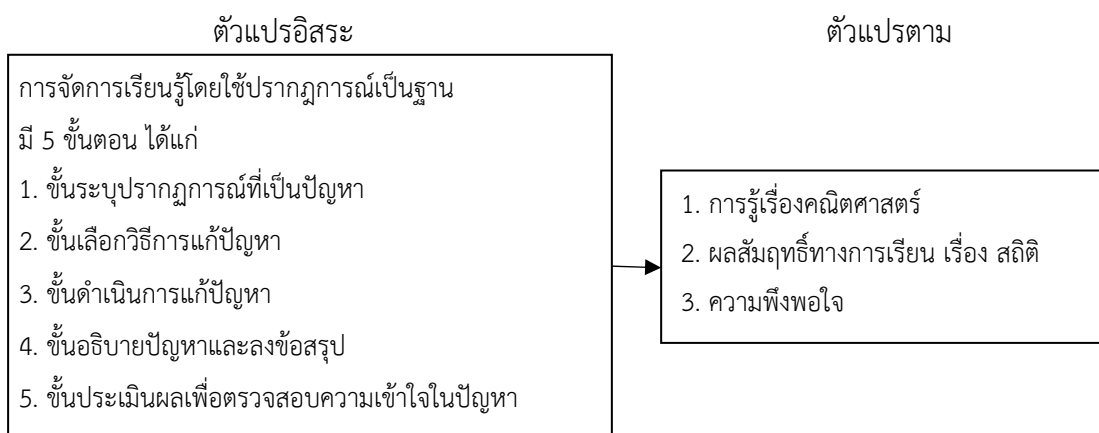 ตัวแปรอิสระ
ตัวแปรตาม
การจัดการเรียนรู้โดยใช้ปรากฎการณ์เป็นฐาน
มี 5 ขั้นตอน ได้แก่
1. ขั้นระบุปรากฏการณ์ที่เป็นปัญหา
2. ขั้นเลือกวิธีการแก้ปัญหา
3. ขั้นดำเนินการแก้ปัญหา
4. ขั้นอธิบายปัญหาและลงข้อสรุป
5. ขั้นประเมินผลเพื่อตรวจสอบความเข้าใจในปัญหา
1. การรู้เรื่องคณิตศาสตร์
2. ผลสัมฤทธิ์ทางการเรียน เรื่อง สถิติ
3. ความพึงพอใจ